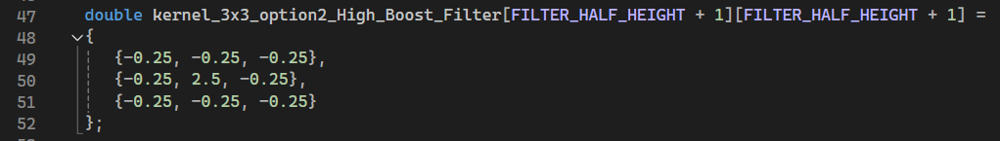 47 double kernel_3x3_option2_High_Boost_Filter[FILTER_HALF_HEIGHT + 1][FILTER_HALF_HEIGHT + 1] =
48 {
49 {-0.25, -0.25, -0.25},
50 {-0.25, 2.5, -0.25},
51 {-0.25, -0.25, -0.25}
52 };